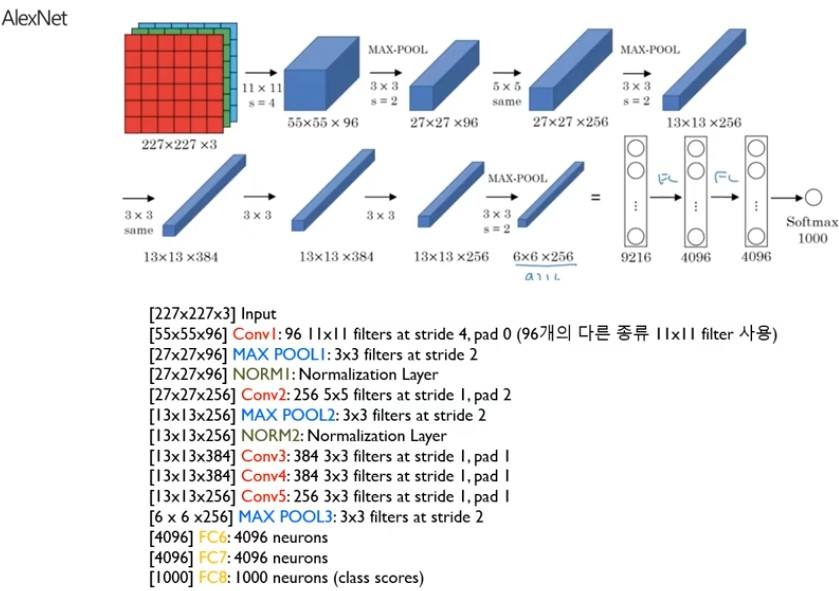 AlexNet
11 × 11
s = 4
MAX-POOL
3 × 3
s = 2
5 × 5
same
MAX-POOL
3 × 3
s = 2
227×227 ×3
55×55 × 96
27×27 ×96
27×27 ×256
13×13 ×256
3 × 3
same
3 × 3
3 × 3
MAX-POOL
3 × 3
s = 2
=
FC
FC
Softmax
1000
13×13 ×384
13×13 ×384
13×13 ×256
6×6 ×256
9216
4096
4096
[227x227x3] Input
[55x55x96] Conv1: 96 11x11 filters at stride 4, pad 0 (96개의 다른 종류 11x11 filter 사용)
[27x27x96] MAX POOL1: 3x3 filters at stride 2
[27x27x96] NORM1: Normalization Layer
[27x27x256] Conv2: 256 5x5 filters at stride 1, pad 2
[13x13x256] MAX POOL2: 3x3 filters at stride 2
[13x13x256] NORM2: Normalization Layer
[13x13x384] Conv3: 384 3x3 filters at stride 1, pad 1
[13x13x384] Conv4: 384 3x3 filters at stride 1, pad 1
[13x13x256] Conv5: 256 3x3 filters at stride 1, pad 1
[6 x 6 x256] MAX POOL3: 3x3 filters at stride 2
[4096] FC6: 4096 neurons
[4096] FC7: 4096 neurons
[1000] FC8: 1000 neurons (class scores)